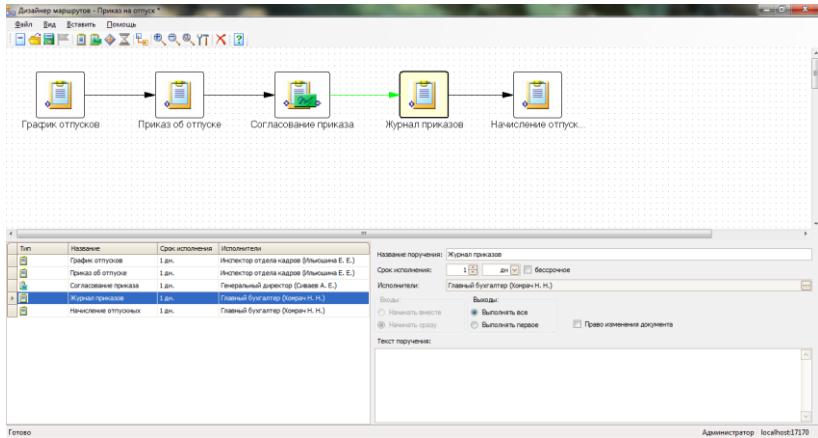 Дизайнер маршрутов - Приказ на отпуск *
Файл Вид Вставить Помощь
График отпусков Приказ об отпуске Согласование приказа Журнал приказов Начисление отпуск...
Тип Название Срок исполнения Исполнители
График отпусков 1 дн. Инспектор отдела кадров (Ильюшина Е. Е.)
Приказ об отпуске 1 дн. Инспектор отдела кадров (Ильюшина Е. Е.)
Согласование приказа 1 дн. Генеральный директор (Сиваев А. Е.)
Журнал приказов 1 дн. Главный бухгалтер (Хомрач Н. Н.)
Начисление отпускных 1 дн. Главный бухгалтер (Хомрач Н. Н.)
Название поручения: Журнал приказов
Срок исполнения: 1 дн бессрочное
Исполнители: Главный бухгалтер (Хомрач Н. Н.)
Входы: Выходы:
Начинать вместе Выполнять все
Начинать сразу Выполнять первое Право изменения документа
Текст поручения:
Готово Администратор localhost:17170